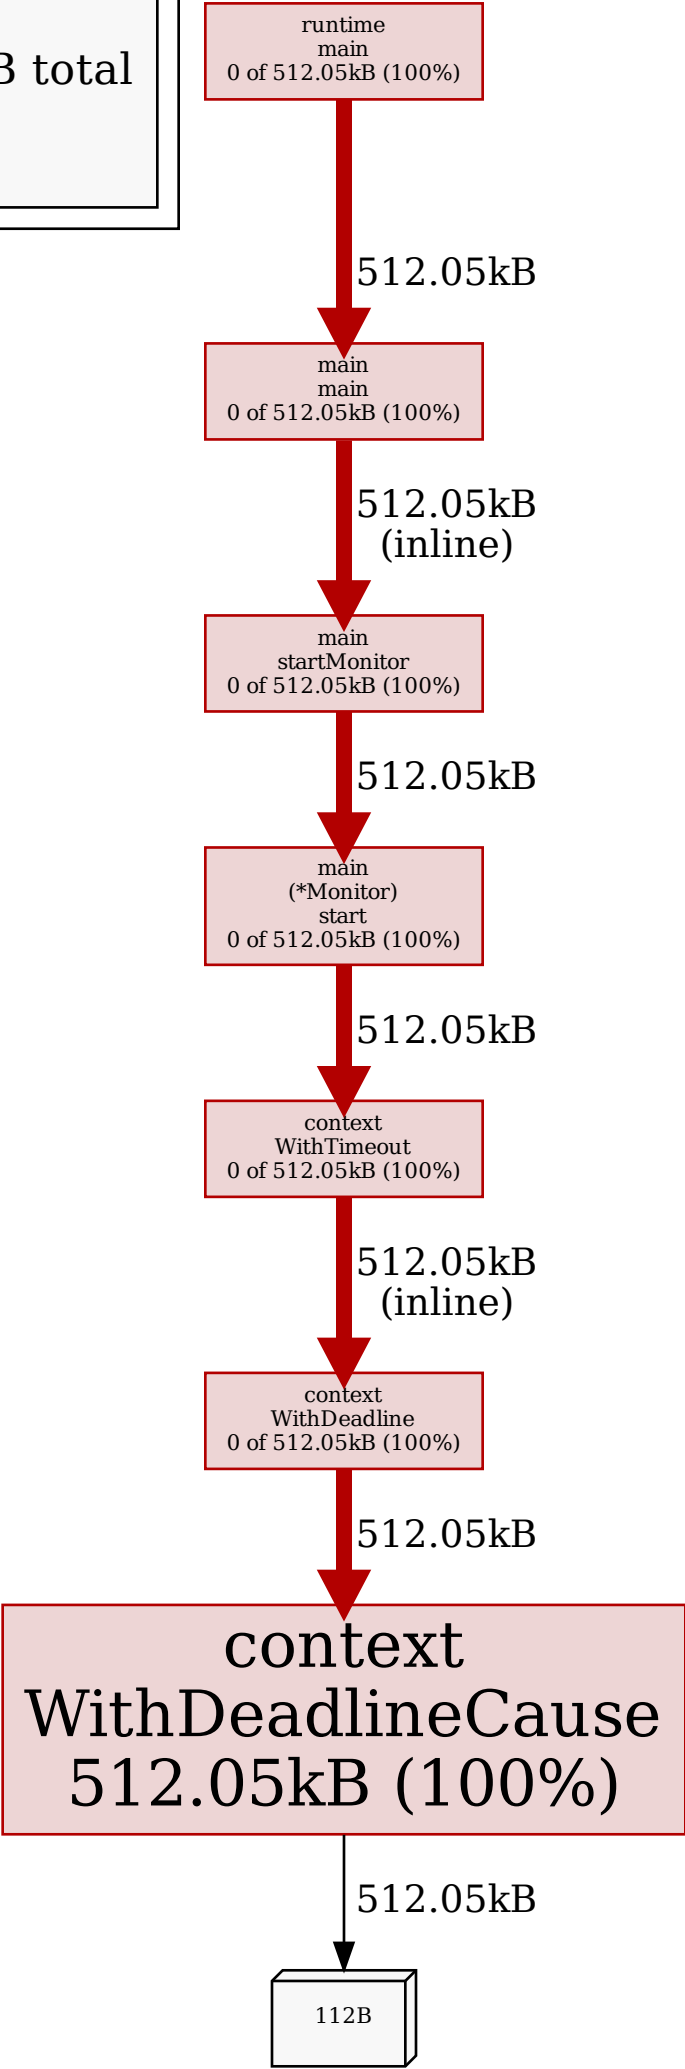 B total
runtime
main
0 of 512.05kB (100%)
512.05kB
main
main
0 of 512.05kB (100%)
512.05kB
(inline)
main
startMonitor
0 of 512.05kB (100%)
512.05kB
main
(*Monitor)
start
0 of 512.05kB (100%)
512.05kB
context
WithTimeout
0 of 512.05kB (100%)
512.05kB
(inline)
context
WithDeadline
0 of 512.05kB (100%)
512.05kB
context
WithDeadlineCause
512.05kB (100%)
512.05kB
112B